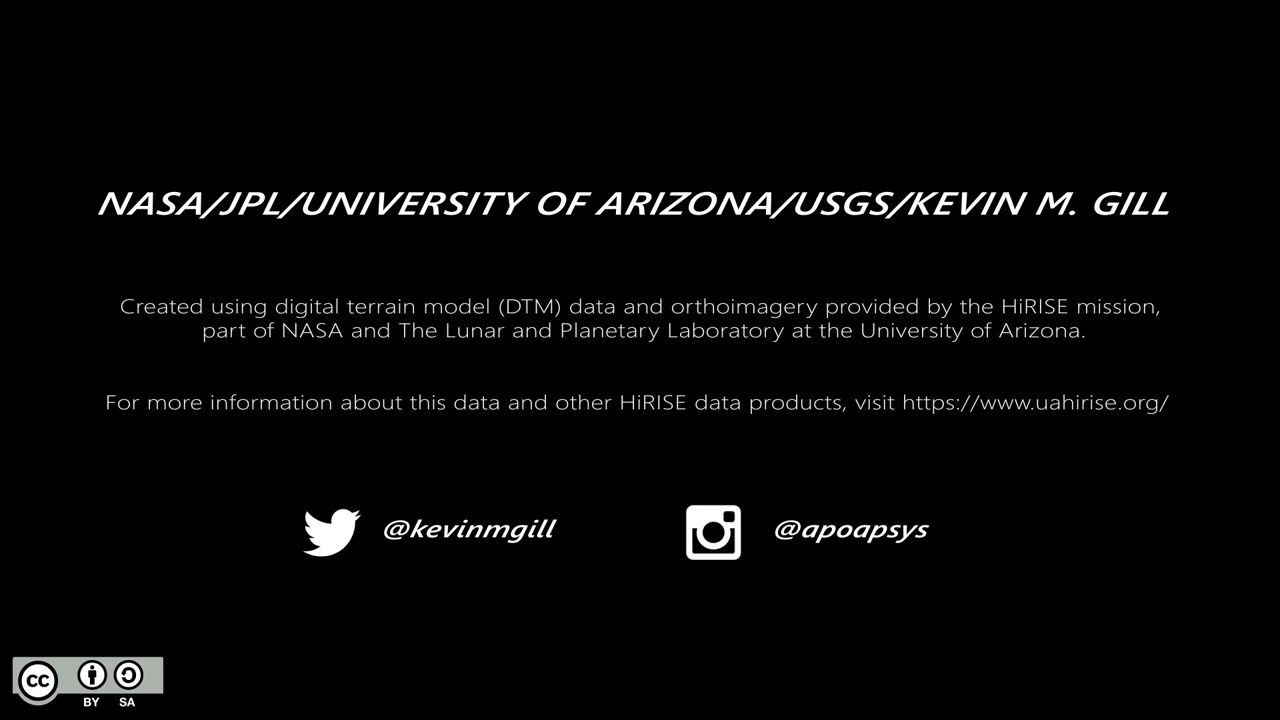 NASA/JPL/UNIVERSITY OF ARIZONA/USGS/KEVIN M. GILL
Created using digital terrain model (DTM) data and orthoimagery provided by the HiRISE mission,
part of NASA and The Lunar and Planetary Laboratory at the University of Arizona.
For more information about this data and other HiRISE data products, visit https://www.uahirise.org/
@kevinmgill
@apoapsys
cc
BY SA